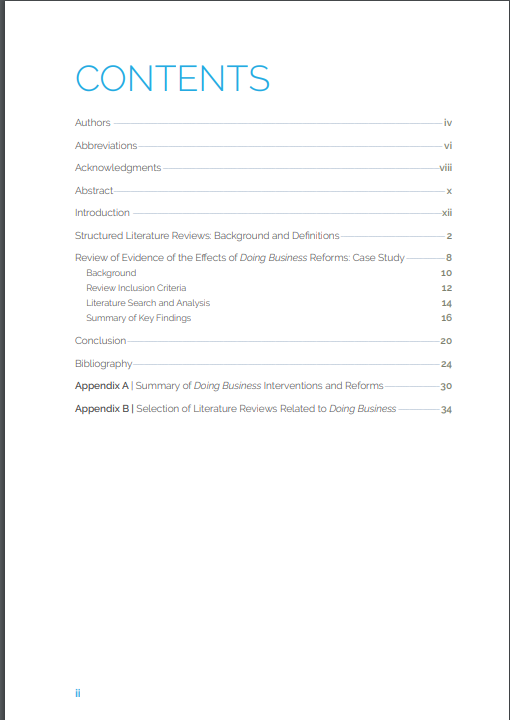 CONTENTS
Authors iv
Abbreviations vi
Acknowledgments viii
Abstract x
Introduction xii
Structured Literature Reviews: Background and Definitions 2
Review of Evidence of the Effects of Doing Business Reforms: Case Study 8
Background 10
Review Inclusion Criteria 12
Literature Search and Analysis 14
Summary of Key Findings 16
Conclusion 20
Bibliography 24
Appendix A | Summary of Doing Business Interventions and Reforms 30
Appendix B | Selection of Literature Reviews Related to Doing Business 34
ii